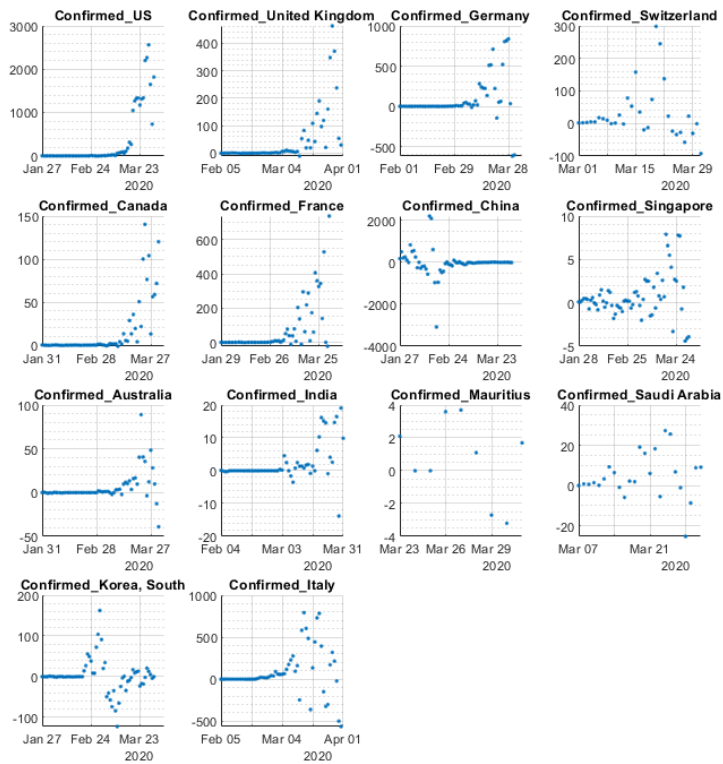 Confirmed_US
3000
2000
1000
0
Jan 27
Feb 24
Mar 23
2020
Confirmed_United Kingdom
400
300
200
100
0
Feb 05
Mar 04
Apr 01
2020
Confirmed_Germany
1000
500
0
-500
Feb 01
Feb 29
Mar 28
2020
Confirmed_Switzerland
300
200
100
0
-100
Mar 01
Mar 15
Mar 29
2020
Confirmed_Canada
150
100
50
0
Jan 31
Feb 28
Mar 27
2020
Confirmed_France
600
400
200
0
Jan 29
Feb 26
Mar 25
2020
Confirmed_China
2000
0
-2000
-4000
Jan 27
Feb 24
Mar 23
2020
Confirmed_Singapore
10
5
0
-5
Jan 28
Feb 25
Mar 24
2020
Confirmed_Australia
100
50
0
-50
Jan 31
Feb 28
Mar 27
2020
Confirmed_India
20
10
0
-10
-20
Feb 04
Mar 03
Mar 31
2020
Confirmed_Mauritius
4
2
0
-2
-4
Mar 23
Mar 26
Mar 29
2020
Confirmed_Saudi Arabia
40
20
0
-20
Mar 07
Mar 21
2020
Confirmed_Korea, South
200
100
0
-100
Jan 27
Feb 24
Mar 23
2020
Confirmed_Italy
1000
500
0
-500
Feb 05
Mar 04
Apr 01
2020